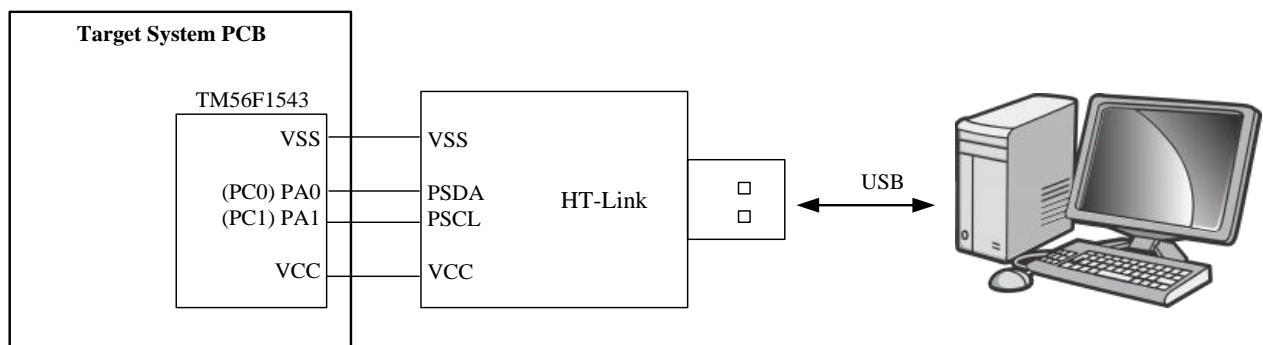 Target System PCB
TM56F1543
VSS
(PC0) PA0
(PC1) PA1
VCC
VSS
PSDA
PSCL
VCC
HT-Link
USB